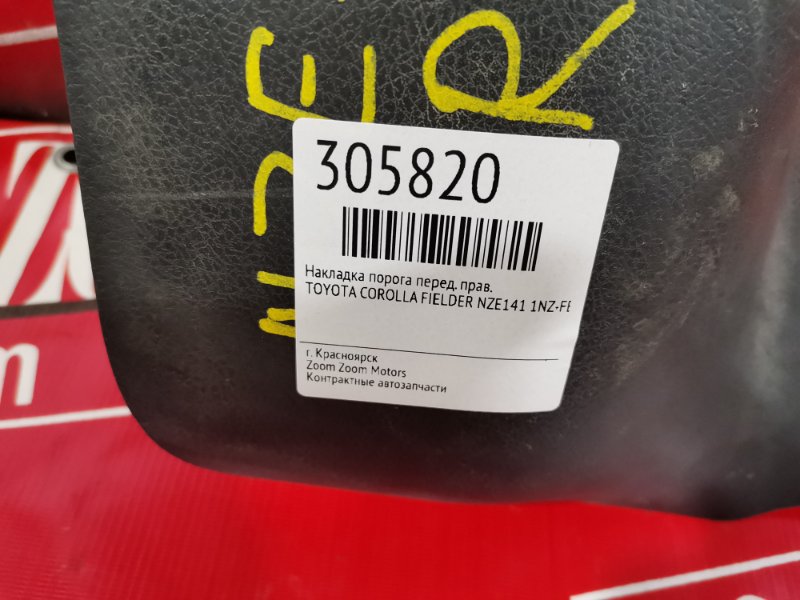 305820
Накладка порога перед. прав.
TOYOTA COROLLA FIELDER NZE141 1NZ-FE
г. Красноярск
Zoom Zoom Motors
Контрактные автозапчасти
R
m